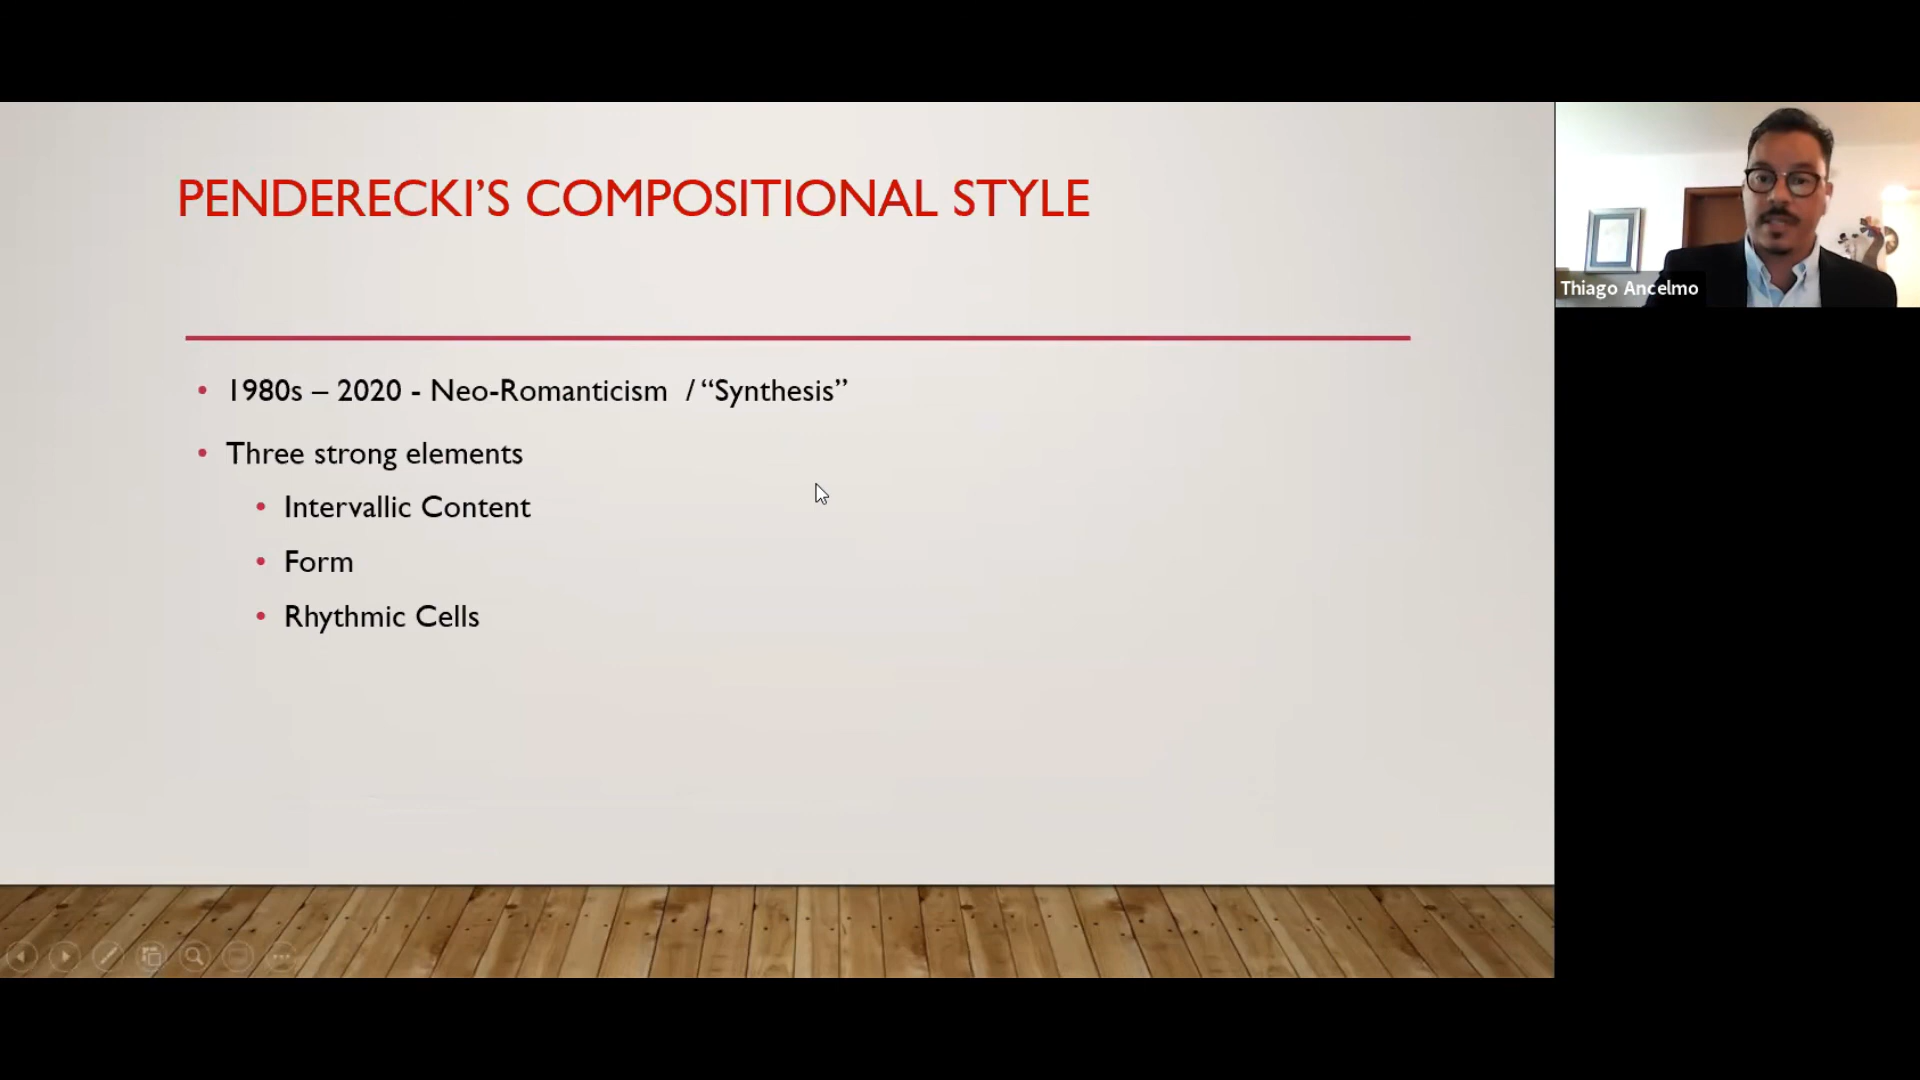 PENDERECKI’S COMPOSITIONAL STYLE
1980s – 2020 - Neo-Romanticism / “Synthesis”
Three strong elements
Intervallic Content
Form
Rhythmic Cells
Thiago Ancelmo